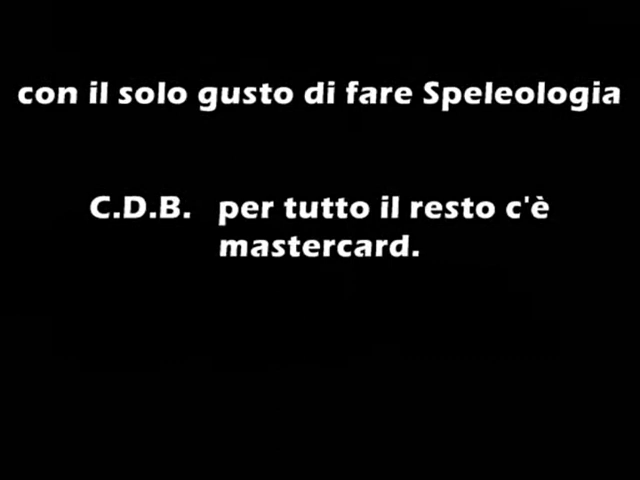 con il solo gusto di fare Speleologia
C.D.B. per tutto il resto c'è
mastercard.